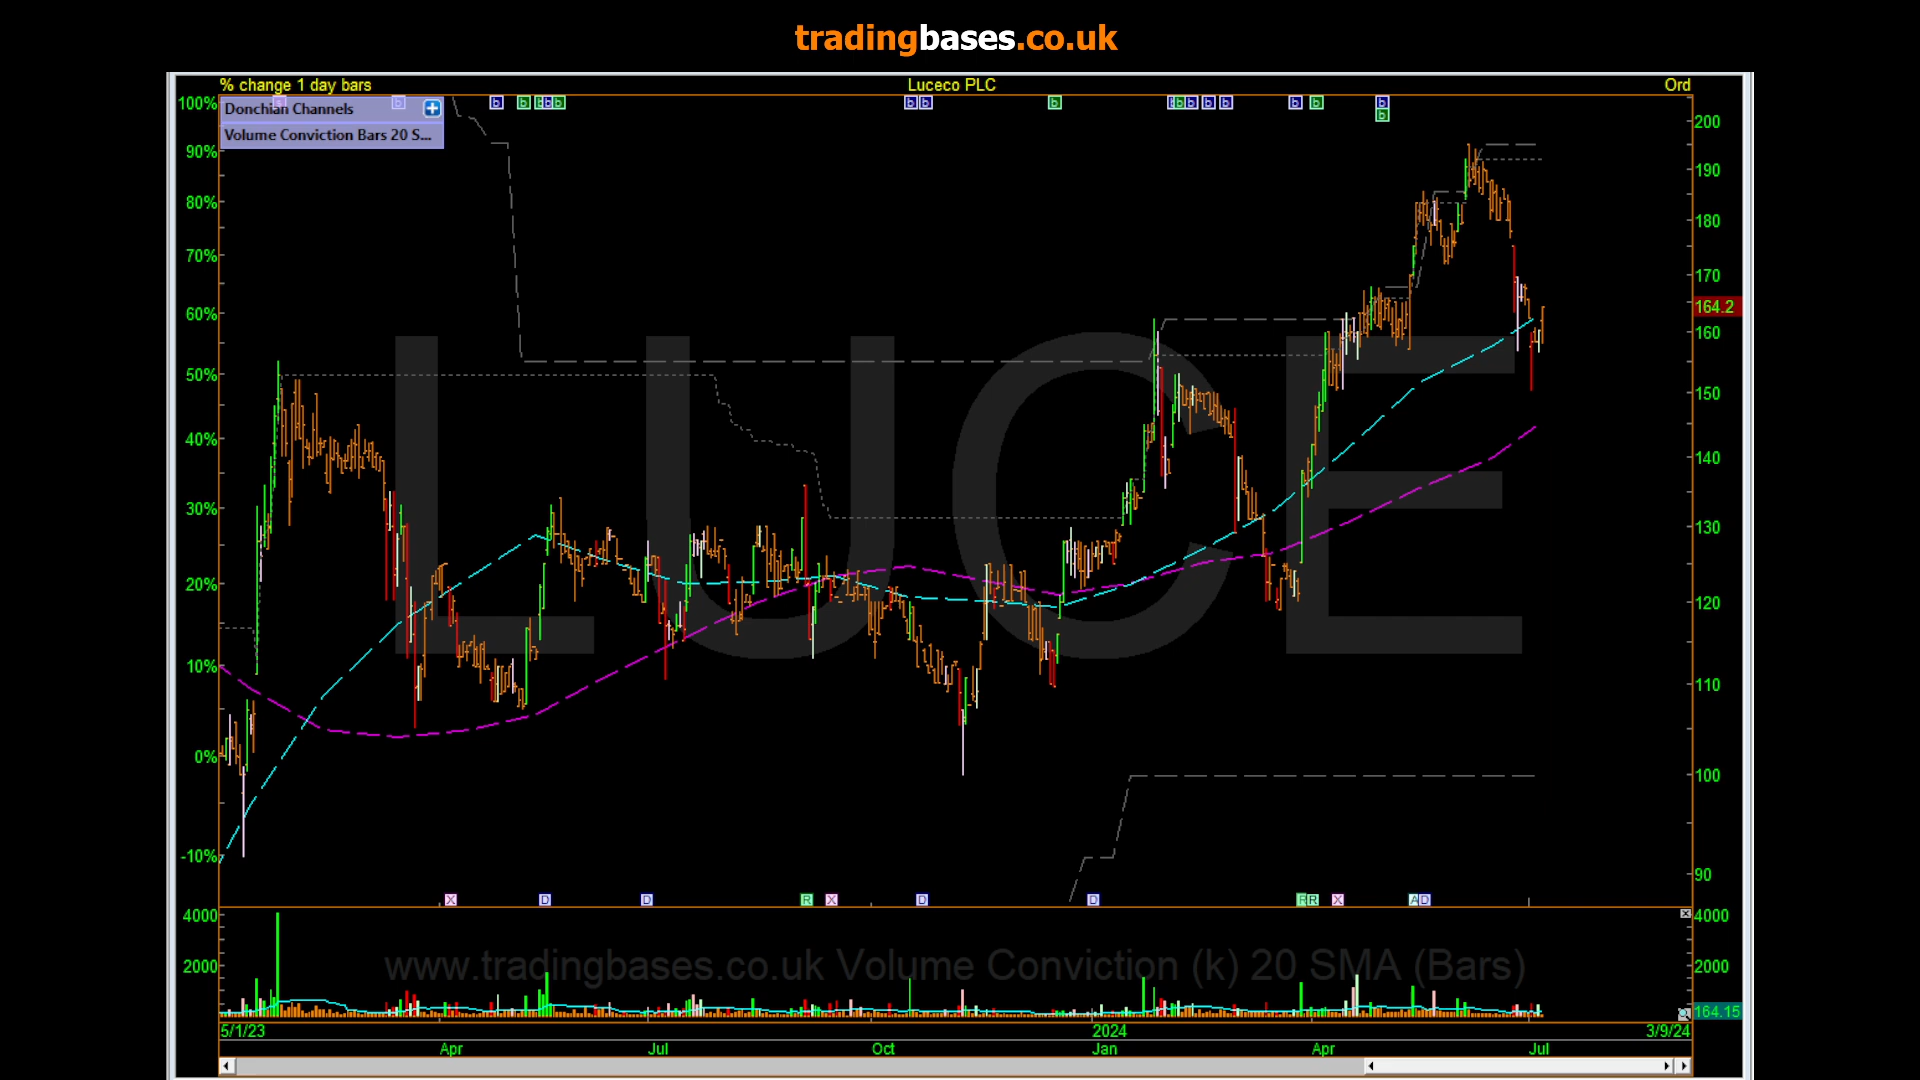 tradingbases.co.uk
% change 1 day bars Luceco PLC Ord
Donchian Channels
Volume Conviction Bars 20 S...
100%
90%
80%
70%
60%
50%
40%
30%
20%
10%
0%
-10%
200
190
180
170
164.2
160
150
140
130
120
110
100
90
LUCE
b b b b b b b b b b b b b b b b b b
b
X D D R X D D R R X A D
4000 4000
2000 2000
www.tradingbases.co.uk Volume Conviction (k) 20 SMA (Bars)
164.15
5/1/23 2024 3/9/24
Apr Jul Oct Jan Apr Jul